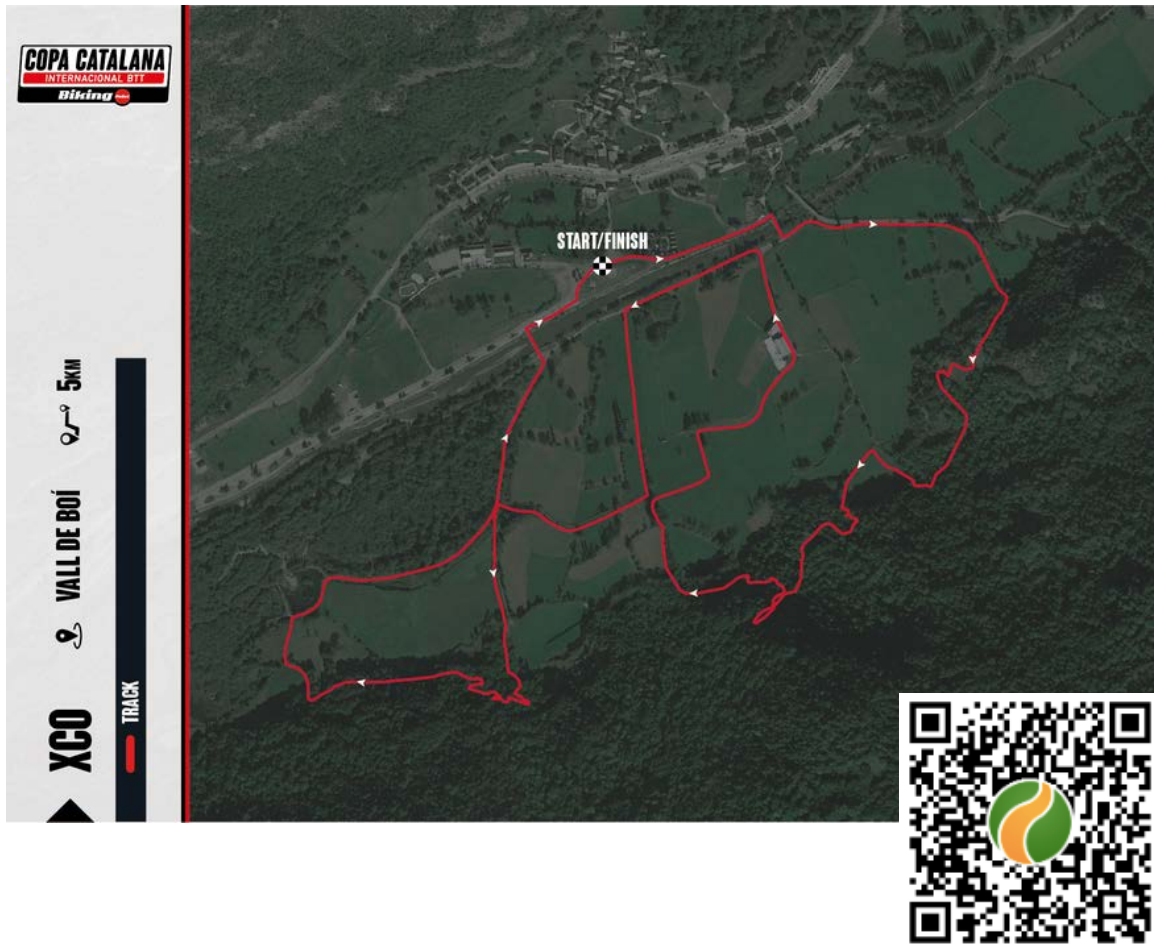 COPA CATALANA
INTERNACIONAL BTT
Biking
START/FINISH
XCO
VALL DE BOÍ
5KM
TRACK